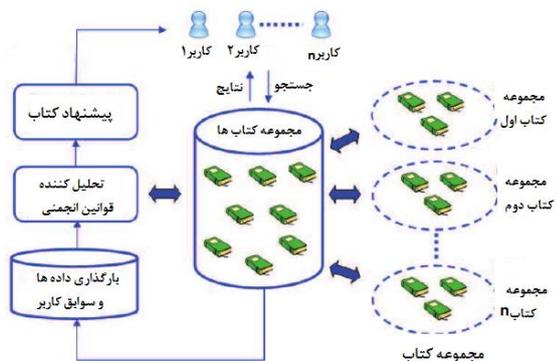 کاربر۱
کاربر۲
کاربرn
نتایج
جستجو
مجموعه کتاب ها
پیشنهاد کتاب
تحلیل کننده
قوانین انجمنی
بارگذاری داده ها
و سوابق کاربر
مجموعه
کتاب اول
مجموعه
کتاب دوم
مجموعه
کتابn
مجموعه کتاب